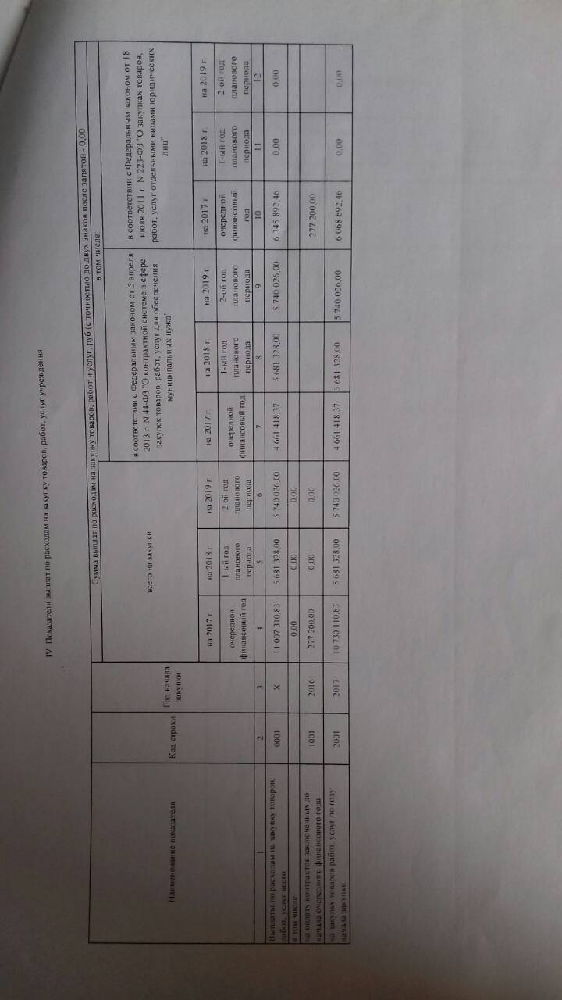 IV Показатели выплат по расходам на закупку товаров, работ, услуг учреждения
Наименование показателя
Код строки
Год начала
закупки
Сумма выплат по расходам на закупку товаров, работ и услуг, руб (с точностью до двух знаков после запятой - 0,00
в том числе
всего на закупки
в соответствии с Федеральным законом от 5 апреля
2013 г. N 44-ФЗ "О контрактной системе в сфере
закупок товаров, работ, услуг для обеспечения
муниципальных нужд"
в соответствии с Федеральным законом от 18
июля 2011 г. N 223-ФЗ "О закупках товаров,
работ, услуг отдельными видами юридических
лиц"
на 2017 г. на 2018 г. на 2019 г на 2017 г. на 2018 г. на 2019 г. на 2017 г на 2018 г. на 2019 г
очередной
финансовый год
1-ый год
планового
периода
2-ой год
планового
периода
очередной
финансовый год
1-ый год
планового
периода
2-ой год
планового
периода
очередной
финансовый
год
1-ый год
планового
периода
2-ой год
планового
периода
1 2 3 4 5 6 7 8 9 10 11 12
Выплаты по расходам на закупку товаров,
работ, услуг всего
0001 X 11 007 310,83 5 681 328,00 5 740 026,00 4 661 418,37 5 681 328,00 5 740 026,00 6 345 892,46 0,00 0,00
в том числе 0,00 0,00 0,00
на оплату контрактов заключенных до
начала очередного финансового года
1001 2016 277 200,00 0,00 0,00 277 200,00
на закупку товаров работ, услуг по году
начала закупки
2001 2017 10 730 110,83 5 681 328,00 5 740 026,00 4 661 418,37 5 681 328,00 5 740 026,00 6 068 692,46 0,00 0,00